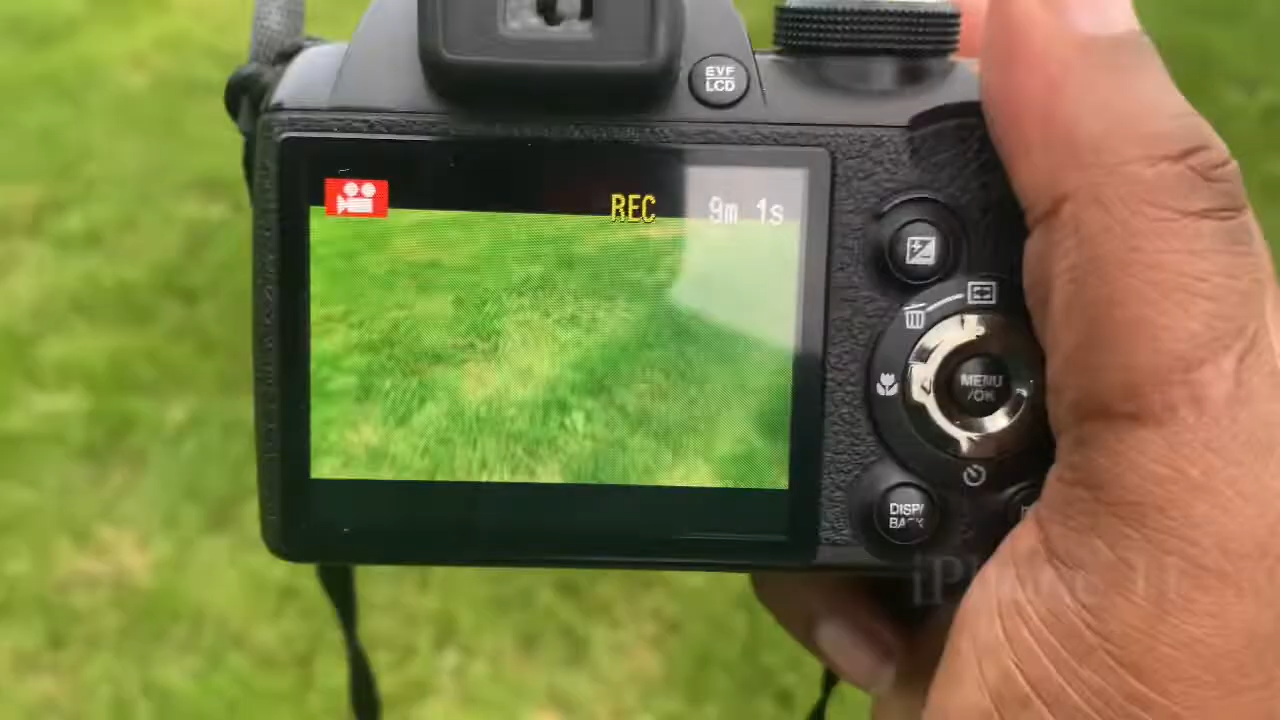 EVF
LCD
REC 9m 1s
MENU
/OK
DISP/
BACK